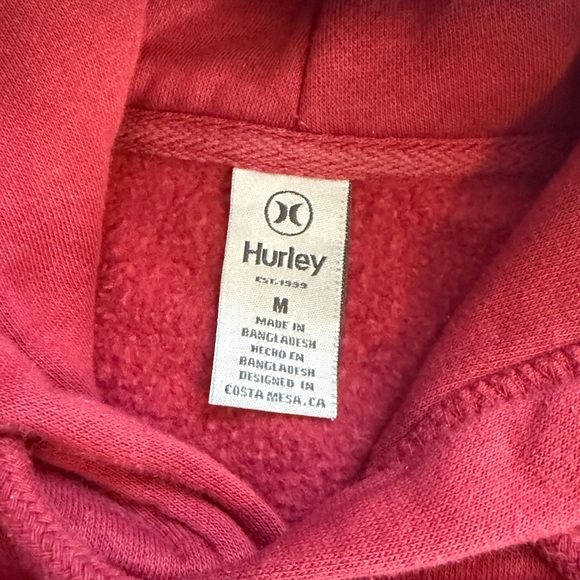 Hurley
EST.1999
M
MADE IN
BANGLADESH
HECHO EN
BANGLADESH
DESIGNED IN
COSTA MESA, CA